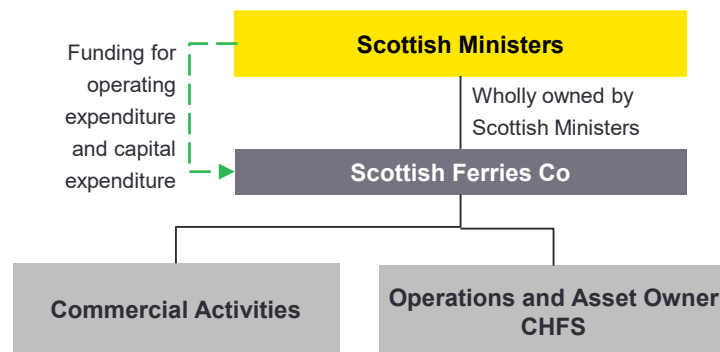 Scottish Ministers
Funding for
operating
expenditure
and capital
expenditure
Wholly owned by
Scottish Ministers
Scottish Ferries Co
Commercial Activities
Operations and Asset Owner
CHFS